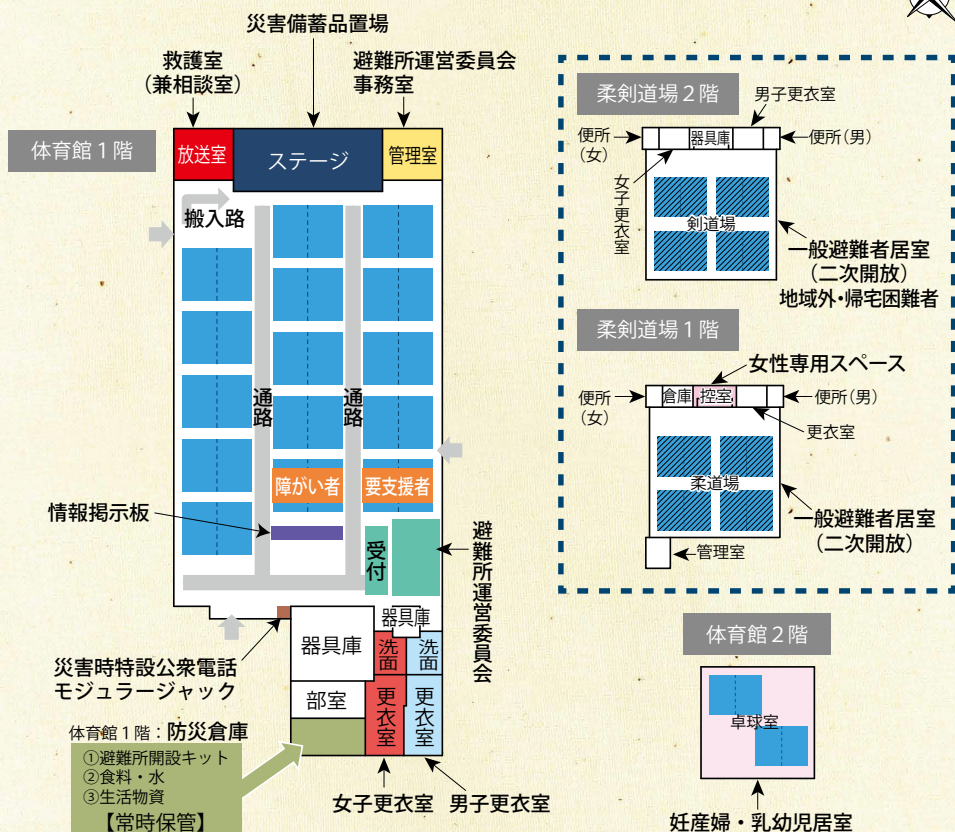 災害備蓄品置場
救護室
（兼相談室）
避難所運営委員会
事務室
体育館１階
放送室
ステージ
管理室
搬入路
通路
通路
障がい者
要支援者
情報掲示板
受付
避難所運営委員会
器具庫
器具庫
洗面
洗面
部室
更衣室
更衣室
災害時特設公衆電話
モジュラージャック
体育館１階：防災倉庫
①避難所開設キット
②食料・水
③生活物資
【常時保管】
女子更衣室
男子更衣室
柔剣道場２階
男子更衣室
便所
（女）
器具庫
便所（男）
女子更衣室
剣道場
一般避難者居室
（二次開放）
地域外・帰宅困難者
柔剣道場１階
女性専用スペース
便所
（女）
倉庫
控室
便所（男）
更衣室
柔道場
一般避難者居室
（二次開放）
管理室
体育館２階
卓球室
妊産婦・乳幼児居室